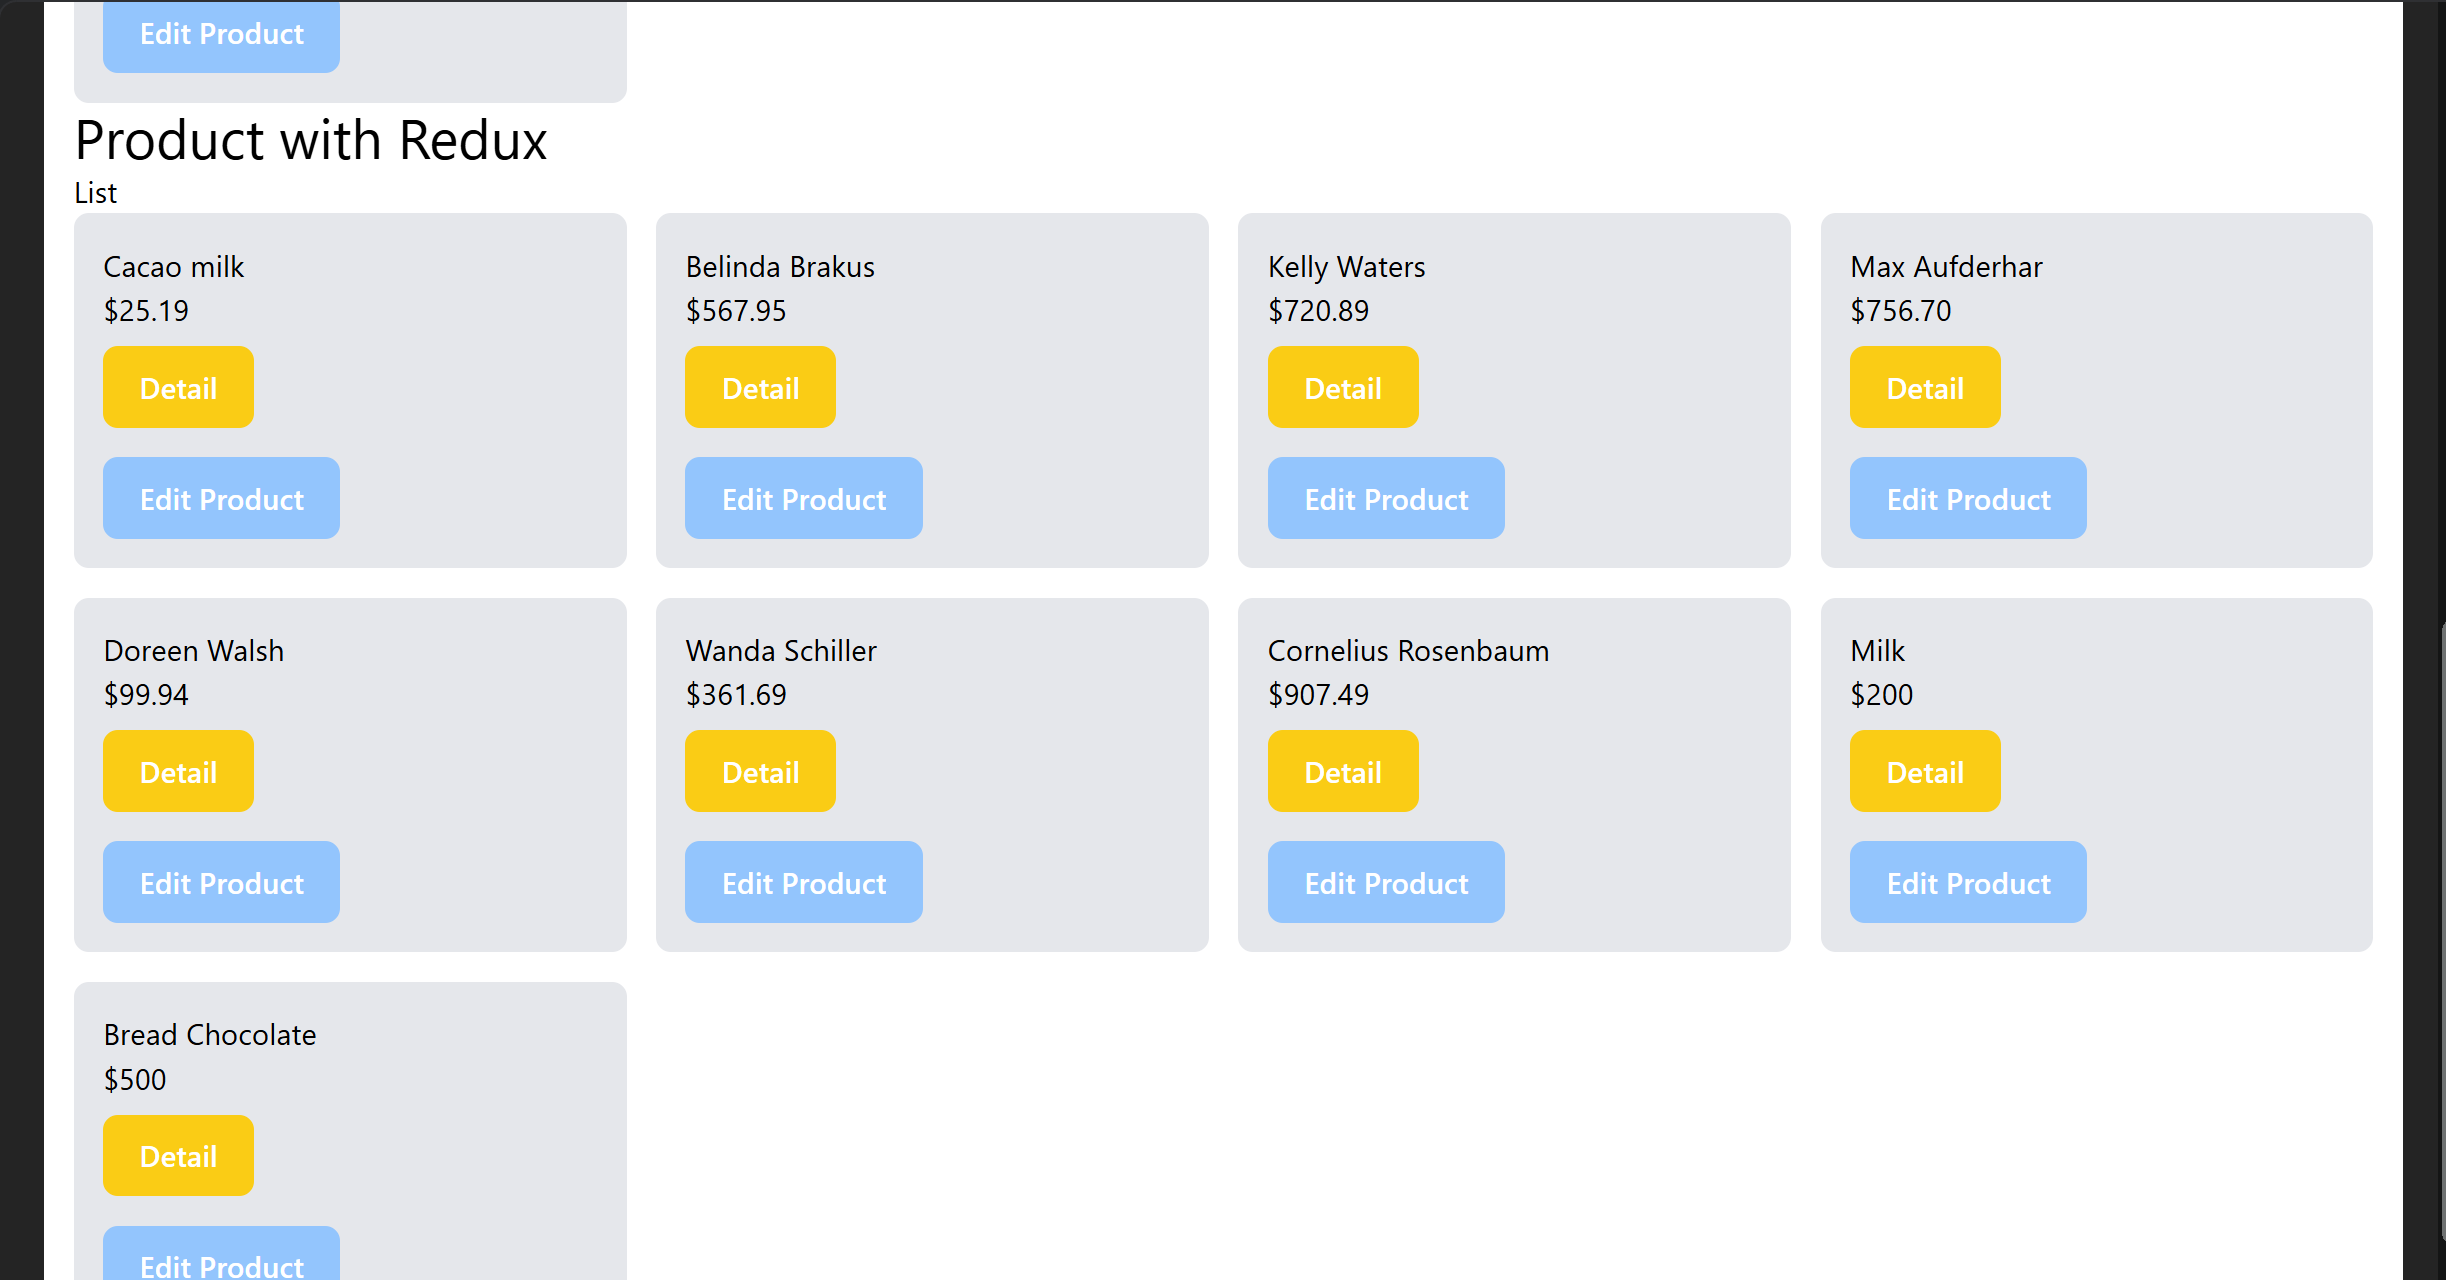 Edit Product
Product with Redux
List
Cacao milk
$25.19
Detail
Edit Product
Belinda Brakus
$567.95
Detail
Edit Product
Kelly Waters
$720.89
Detail
Edit Product
Max Aufderhar
$756.70
Detail
Edit Product
Doreen Walsh
$99.94
Detail
Edit Product
Wanda Schiller
$361.69
Detail
Edit Product
Cornelius Rosenbaum
$907.49
Detail
Edit Product
Milk
$200
Detail
Edit Product
Bread Chocolate
$500
Detail
Edit Product